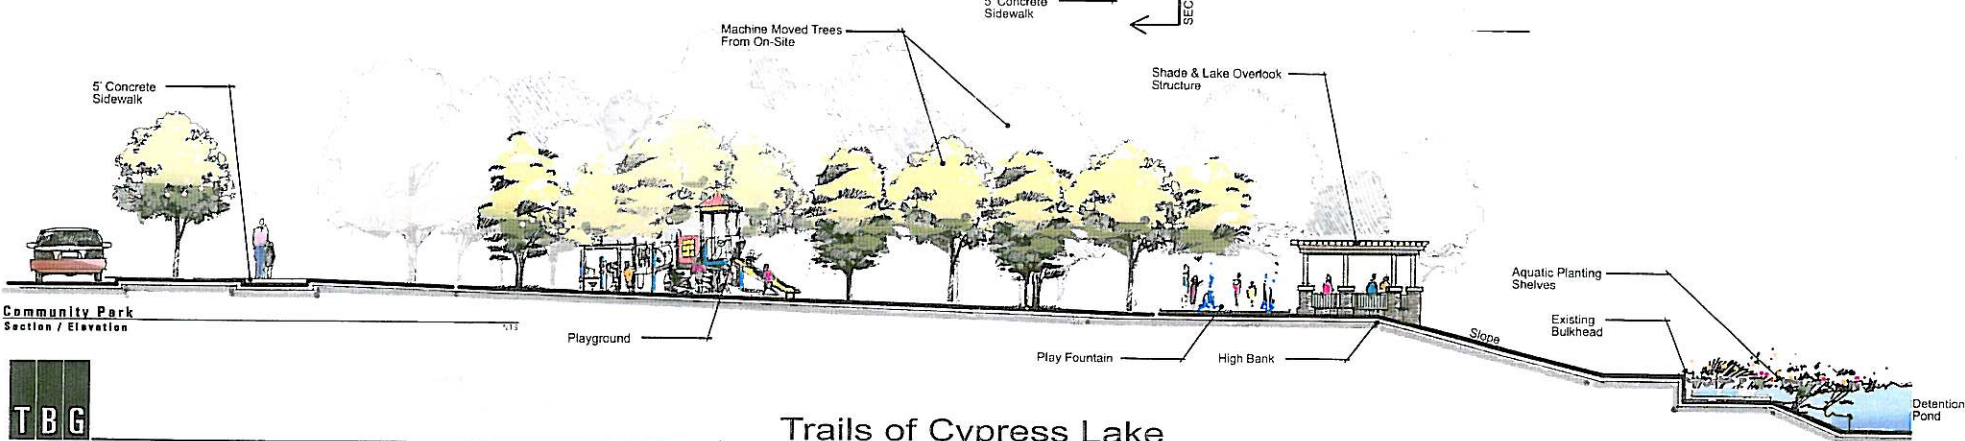 5' Concrete
Sidewalk
SEC
Machine Moved Trees
From On-Site
Shade & Lake Overlook
Structure
5' Concrete
Sidewalk
Aquatic Planting
Shelves
Existing
Bulkhead
Community Park
Section / Elevation
NTS
Playground
Play Fountain
High Bank
Slope
Detention
Pond
TBG
Trails of Cypress Lake